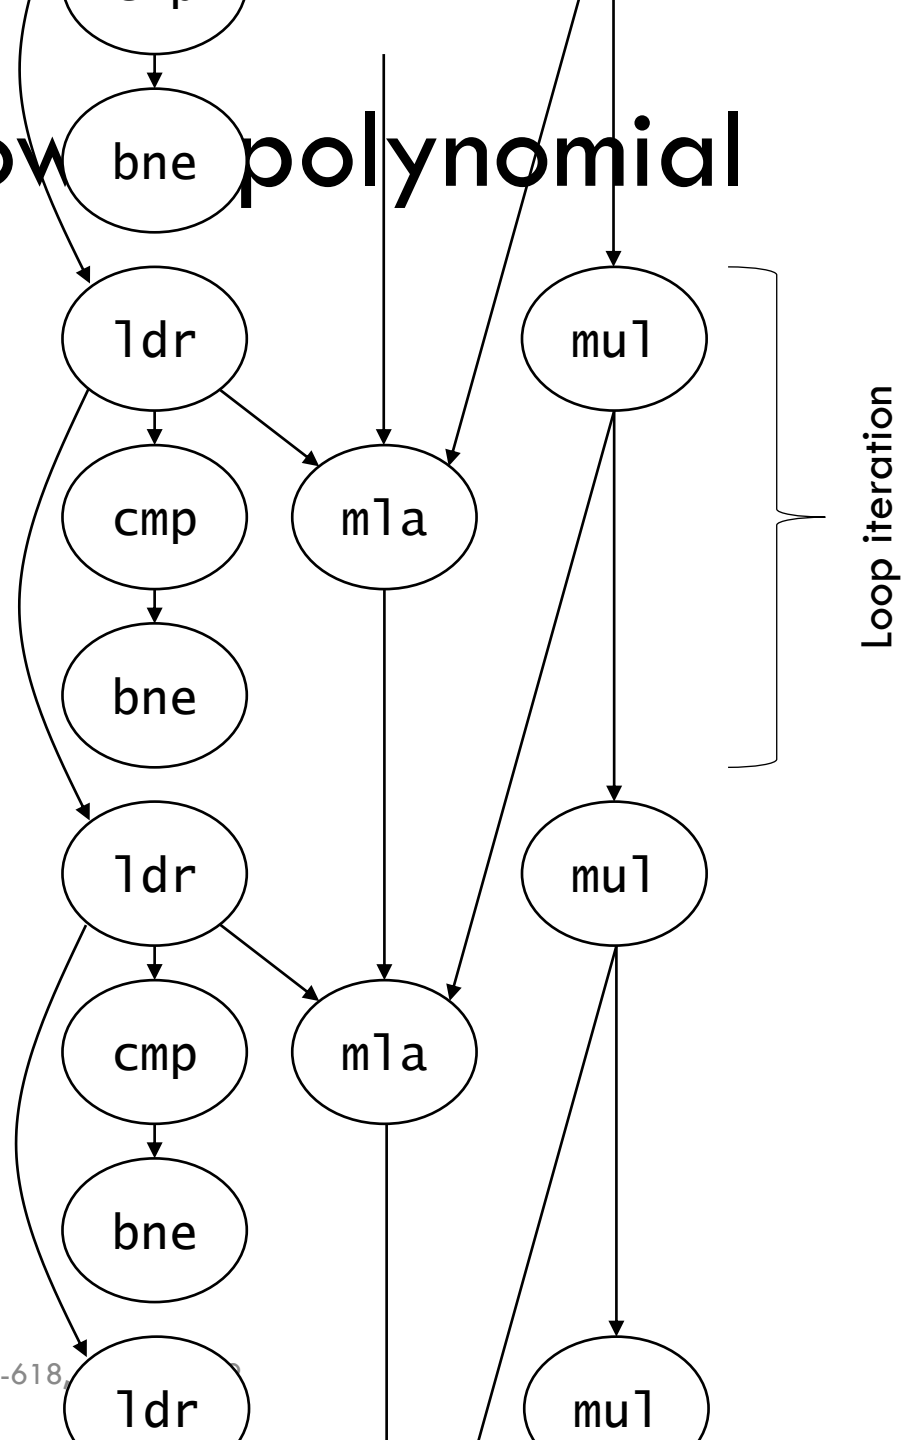 bne polynomial
ldr mul
cmp mla
bne
Loop iteration
ldr mul
cmp mla
bne
-618,
ldr mul